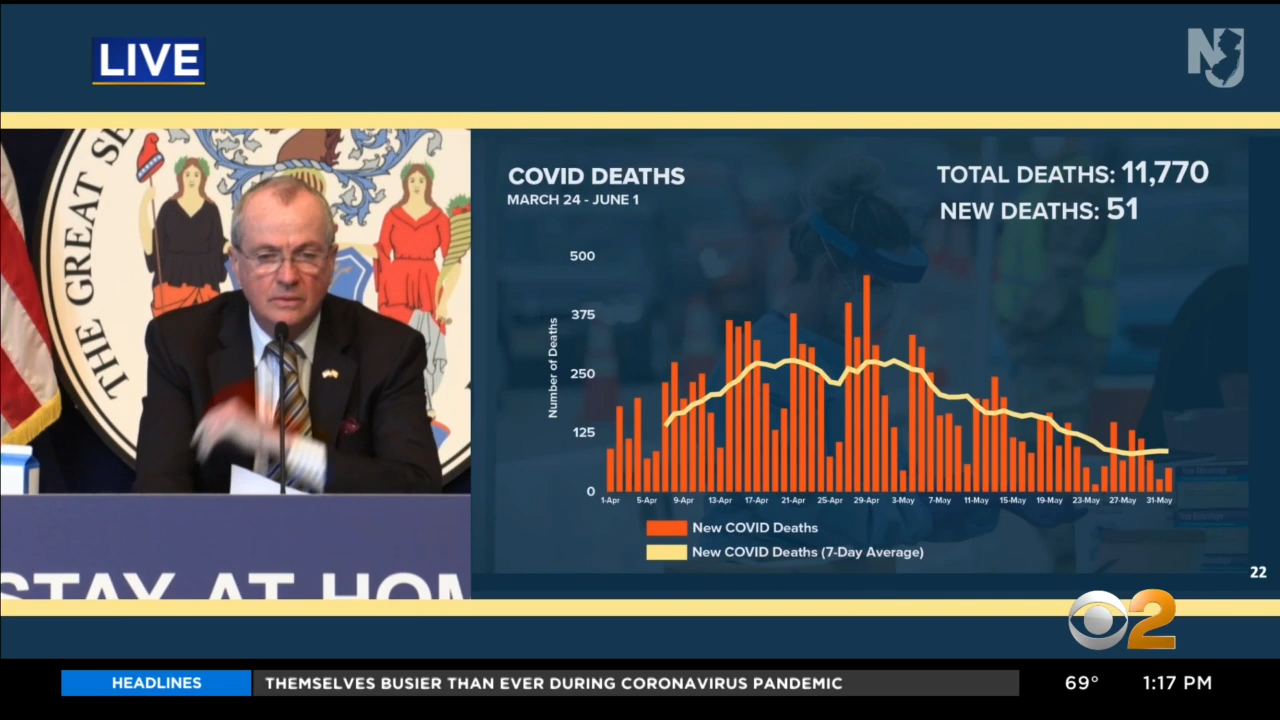 LIVE
NJ
THE GREAT SE
STAY AT HOM
COVID DEATHS
MARCH 24 - JUNE 1
TOTAL DEATHS: 11,770
NEW DEATHS: 51
Number of Deaths
500
375
250
125
0
1-Apr 5-Apr 9-Apr 13-Apr 17-Apr 21-Apr 25-Apr 29-Apr 3-May 7-May 11-May 15-May 19-May 23-May 27-May 31-May
New COVID Deaths
New COVID Deaths (7-Day Average)
22
2
HEADLINES
THEMSELVES BUSIER THAN EVER DURING CORONAVIRUS PANDEMIC
69° 1:17 PM